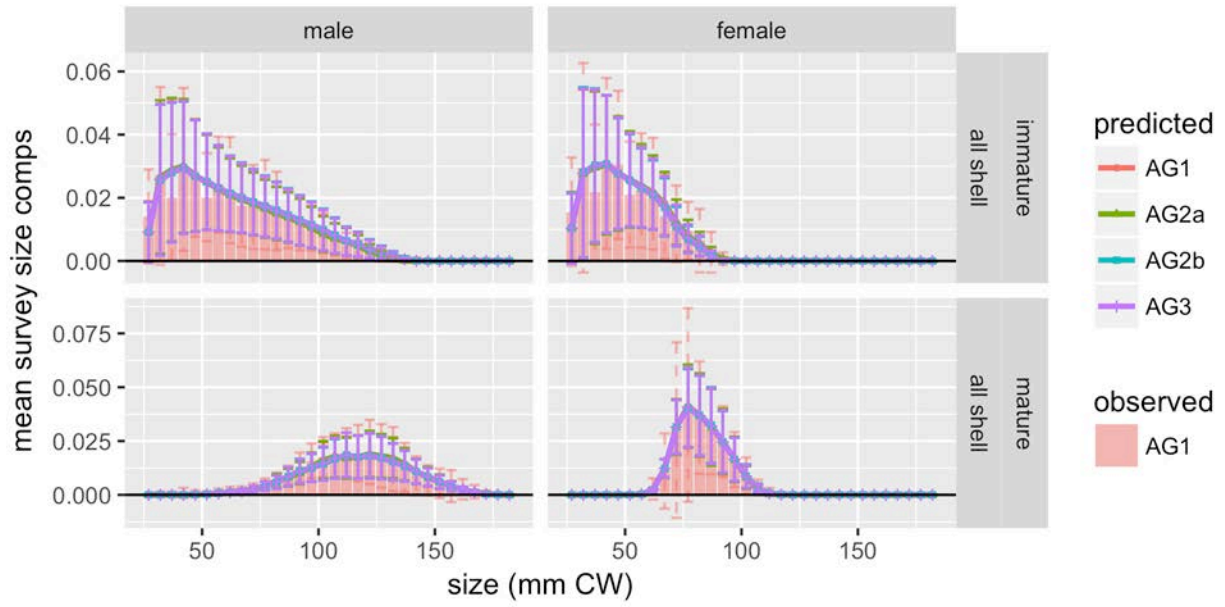 male
female
0.06
0.04
0.02
0.00
all shell
immature
0.075
0.050
0.025
0.000
all shell
mature
50
100
150
50
100
150
mean survey size comps
size (mm CW)
predicted
AG1
AG2a
AG2b
AG3
observed
AG1